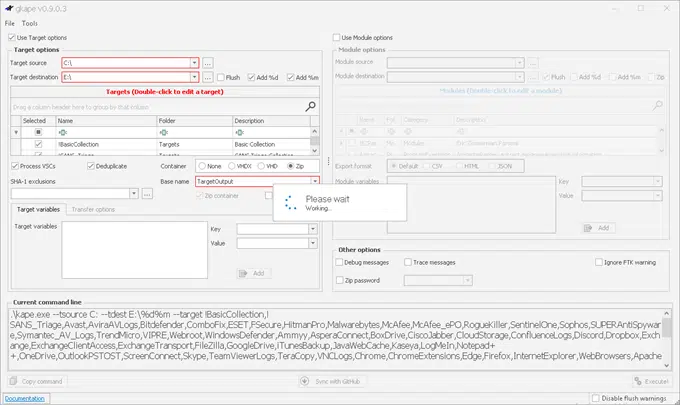 gkape v0.9.0.3
File Tools
Use Target options
Use Module options
Target options
Module options
Target source C:\ ...
Module source ...
Target destination E:\ ... Flush Add %d Add %m
Module destination ... Flush Add %d Add %m Zip
Targets (Double-click to edit a target)
Modules (Double-click to edit a module)
Drag a column header here to group by that column
Selected Name Folder Description
Category
!BasicCollection Targets Basic Collection
Module
!SANS_Triage Targets
Process VSCs Deduplicate Container None VHDX VHD Zip
Export format Default CSV HTML JSON
SHA-1 exclusions Base name TargetOutput
Module variables Key
... Zip container
Value
Please wait
Working...
Target variables Transfer options
Add
Target variables Key
Value
Add
Other options
Debug messages Trace messages Ignore FTK warning
Zip password
Current command line
.\kape.exe --tsource C: --tdest E:\%d%m --target !BasicCollection,!
SANS_Triage,Avast,AviraAVLogs,Bitdefender,ComboFix,ESET,FSecure,HitmanPro,Malwarebytes,McAfee,McAfee_ePO,RogueKiller,SentinelOne,Sophos,SUPERAntiSpywar
e,Symantec_AV_Logs,TrendMicro,VIPRE,Webroot,WindowsDefender,Ammyy,AsperaConnect,BoxDrive,CiscoJabber,CloudStorage,ConfluenceLogs,Discord,Dropbox,Exch
ange,ExchangeClientAccess,ExchangeTransport,FileZilla,GoogleDrive,iTunesBackup,JavaWebCache,Kaseya,LogMeIn,Notepad+
+,OneDrive,OutlookPSTOST,ScreenConnect,Skype,TeamViewerLogs,TeraCopy,VNCLogs,Chrome,ChromeExtensions,Edge,Firefox,InternetExplorer,WebBrowsers,Apache
Copy command Sync with GitHub Execute!
Documentation Disable flush warnings